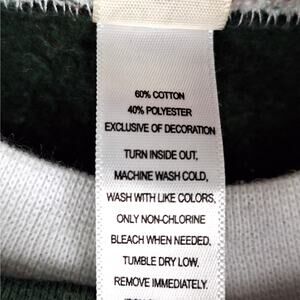 60% COTTON
40% POLYESTER
EXCLUSIVE OF DECORATION
TURN INSIDE OUT,
MACHINE WASH COLD,
WASH WITH LIKE COLORS,
ONLY NON-CHLORINE
BLEACH WHEN NEEDED,
TUMBLE DRY LOW,
REMOVE IMMEDIATELY.